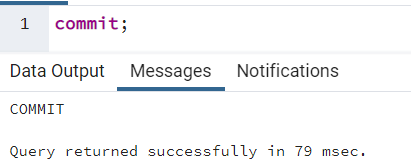 1 commit;
Data Output Messages Notifications
COMMIT
Query returned successfully in 79 msec.